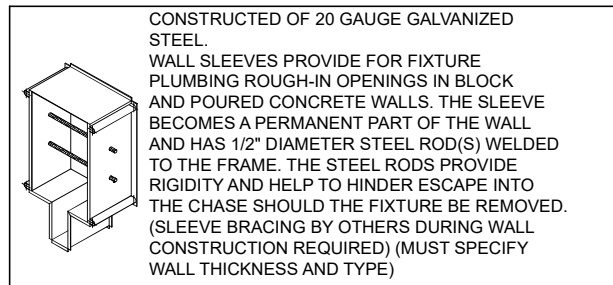 CONSTRUCTED OF 20 GAUGE GALVANIZED
STEEL.
WALL SLEEVES PROVIDE FOR FIXTURE
PLUMBING ROUGH-IN OPENINGS IN BLOCK
AND POURED CONCRETE WALLS. THE SLEEVE
BECOMES A PERMANENT PART OF THE WALL
AND HAS 1/2" DIAMETER STEEL ROD(S) WELDED
TO THE FRAME. THE STEEL RODS PROVIDE
RIGIDITY AND HELP TO HINDER ESCAPE INTO
THE CHASE SHOULD THE FIXTURE BE REMOVED.
(SLEEVE BRACING BY OTHERS DURING WALL
CONSTRUCTION REQUIRED) (MUST SPECIFY
WALL THICKNESS AND TYPE)